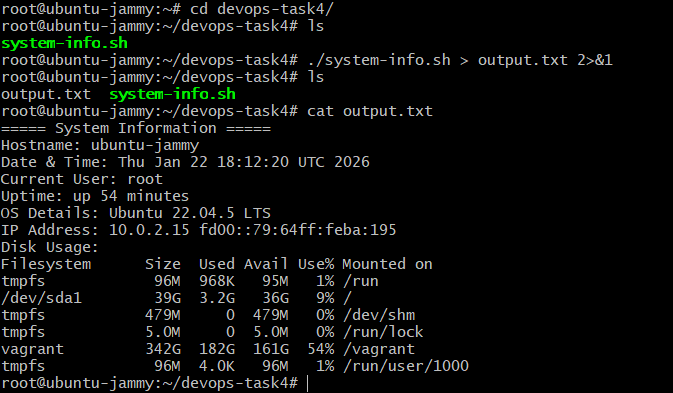 root@ubuntu-jammy:~# cd devops-task4/
root@ubuntu-jammy:~/devops-task4# ls
system-info.sh
root@ubuntu-jammy:~/devops-task4# ./system-info.sh > output.txt 2>&1
root@ubuntu-jammy:~/devops-task4# ls
output.txt  system-info.sh
root@ubuntu-jammy:~/devops-task4# cat output.txt
===== System Information =====
Hostname: ubuntu-jammy
Date & Time: Thu Jan 22 18:12:20 UTC 2026
Current User: root
Uptime: up 54 minutes
OS Details: Ubuntu 22.04.5 LTS
IP Address: 10.0.2.15 fd00::79:64ff:feba:195
Disk Usage:
Filesystem      Size  Used Avail Use% Mounted on
tmpfs            96M  968K   95M   1% /run
/dev/sda1        39G  3.2G   36G   9% /
tmpfs           479M     0  479M   0% /dev/shm
tmpfs           5.0M     0  5.0M   0% /run/lock
vagrant         342G  182G  161G  54% /vagrant
tmpfs            96M  4.0K   96M   1% /run/user/1000
root@ubuntu-jammy:~/devops-task4#